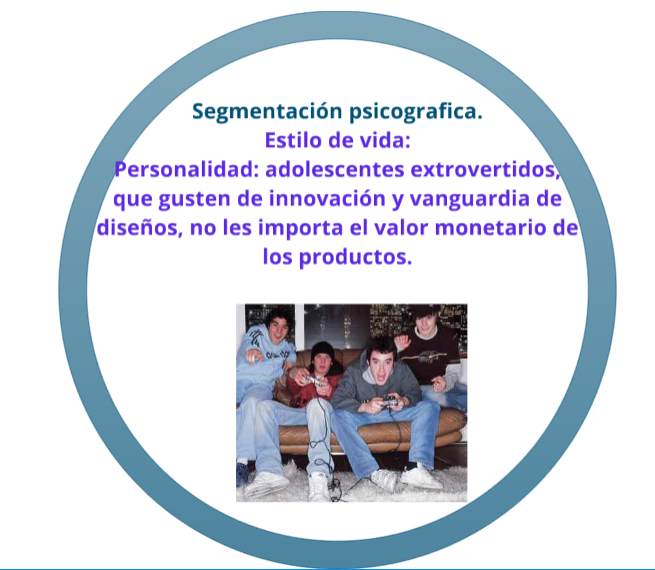 Segmentación psicografica.
Estilo de vida:
Personalidad: adolescentes extrovertidos,
que gusten de innovación y vanguardia de
diseños, no les importa el valor monetario de
los productos.